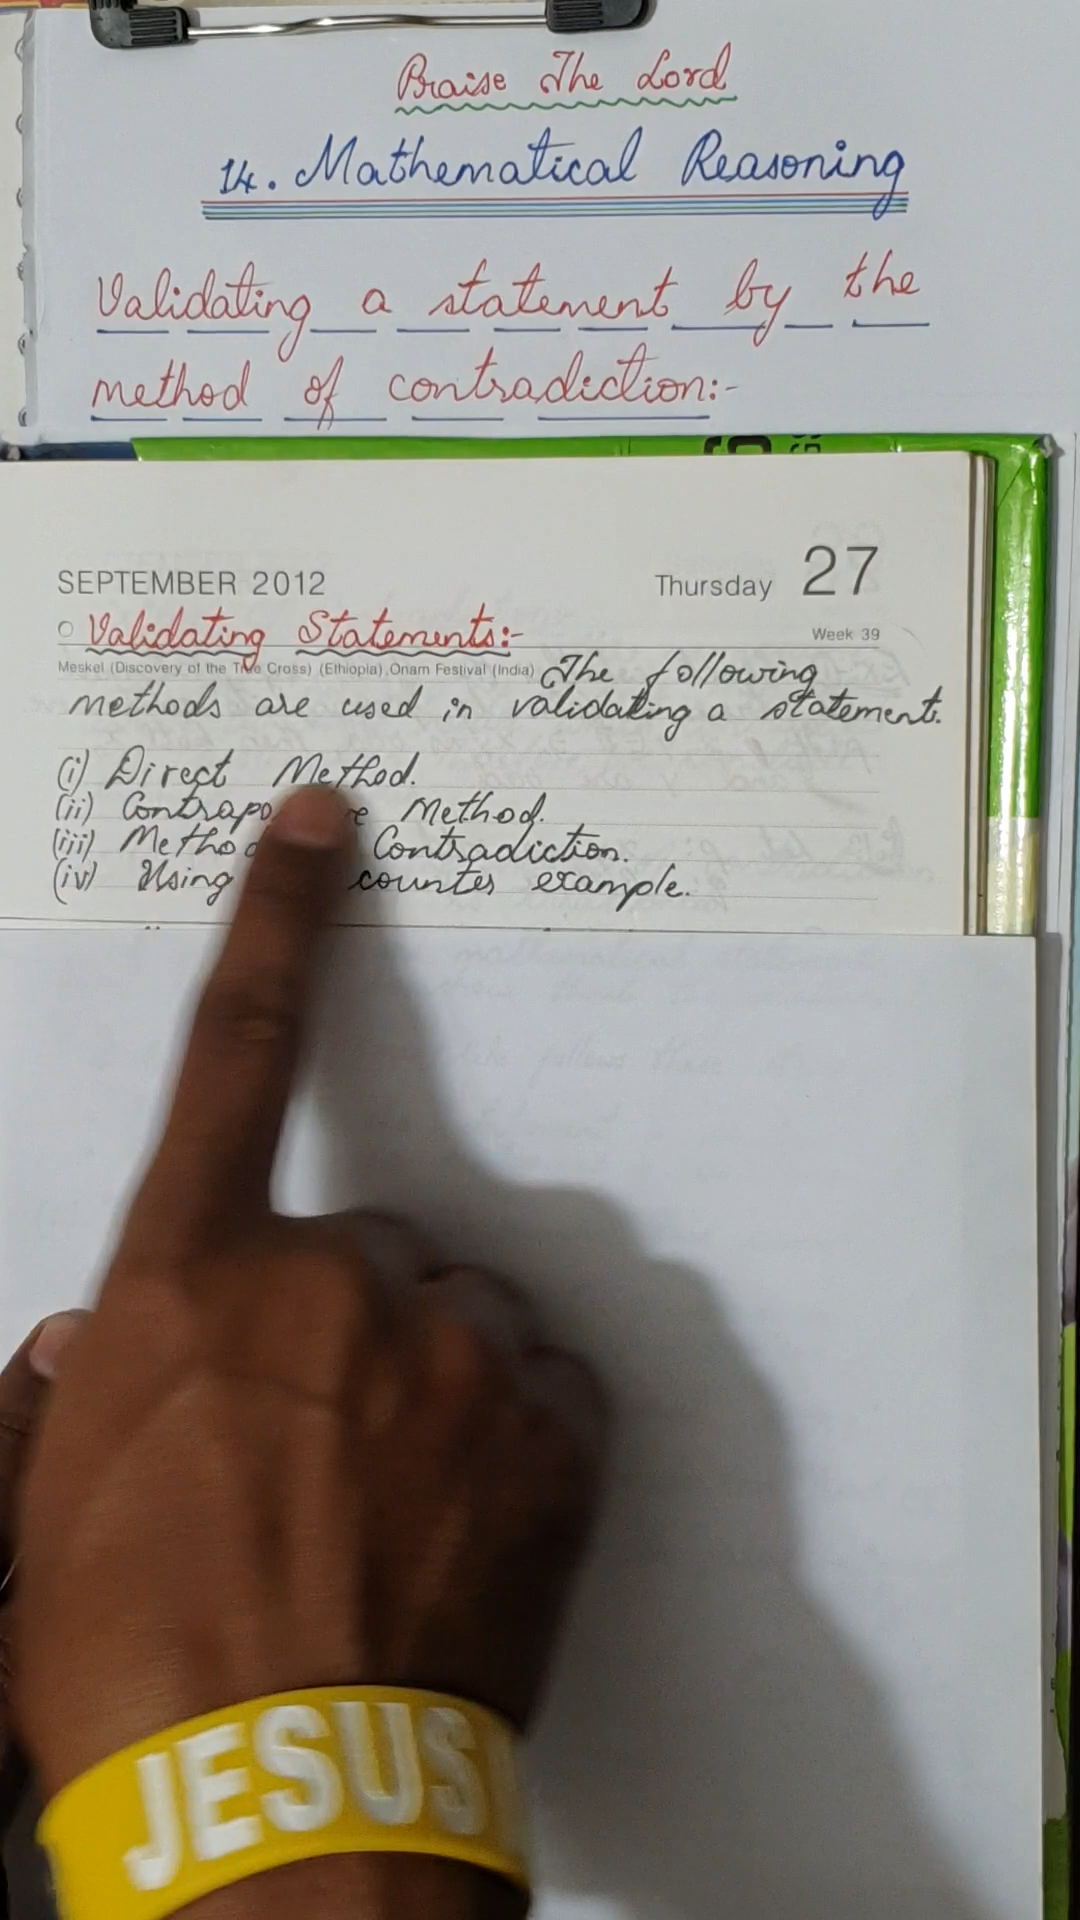 Praise The Lord
14. Mathematical Reasoning
Validating a statement by the
method of contradiction:-
SEPTEMBER 2012 Thursday 27
Validating Statements:- Week 39
Meskel (Discovery of the True Cross) (Ethiopia), Onam Festival (India) The following
methods are used in validating a statement.
(i) Direct Method.
(ii) Method.
(iii) Contradiction.
(iv) Using counter example.
JESUS